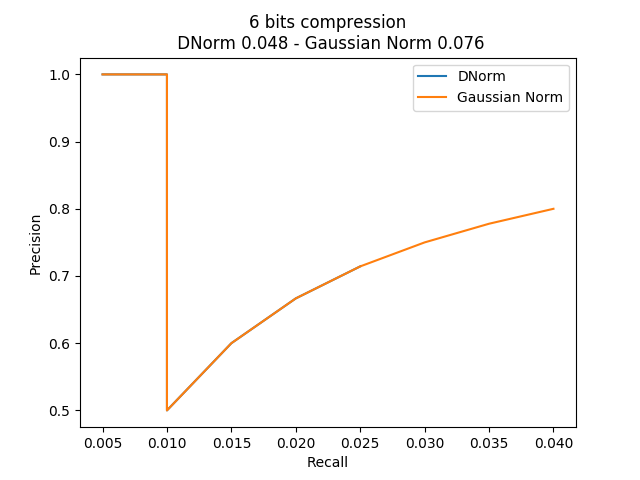 6 bits compression
DNorm 0.048 - Gaussian Norm 0.076
DNorm
Gaussian Norm
Precision
1.0
0.9
0.8
0.7
0.6
0.5
0.005 0.010 0.015 0.020 0.025 0.030 0.035 0.040
Recall